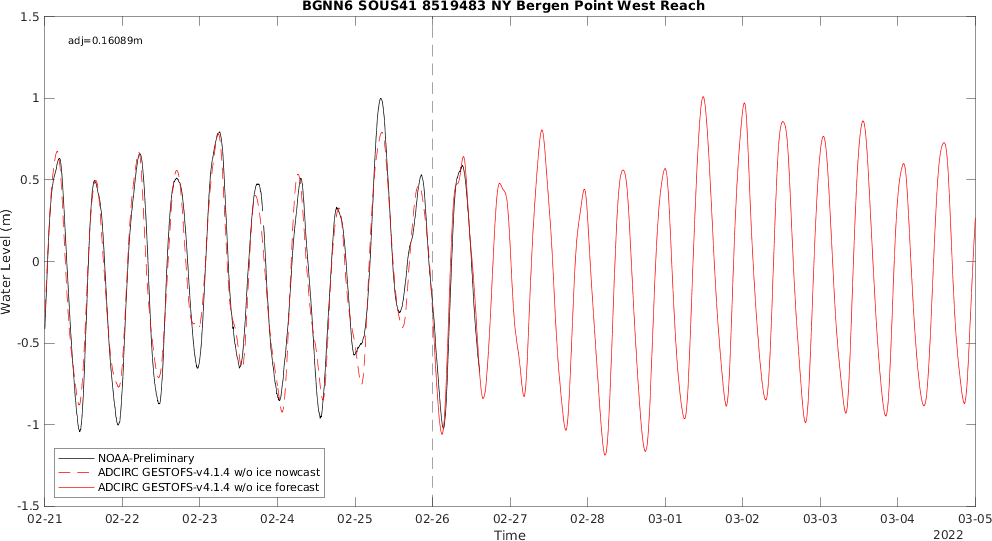 BGNN6 SOUS41 8519483 NY Bergen Point West Reach
1.5
adj=0.16089m
1
0.5
0
-0.5
-1
-1.5
Water Level (m)
NOAA-Preliminary
ADCIRC GESTOFS-v4.1.4 w/o ice nowcast
ADCIRC GESTOFS-v4.1.4 w/o ice forecast
02-21 02-22 02-23 02-24 02-25 02-26 02-27 02-28 03-01 03-02 03-03 03-04 03-05
Time
2022